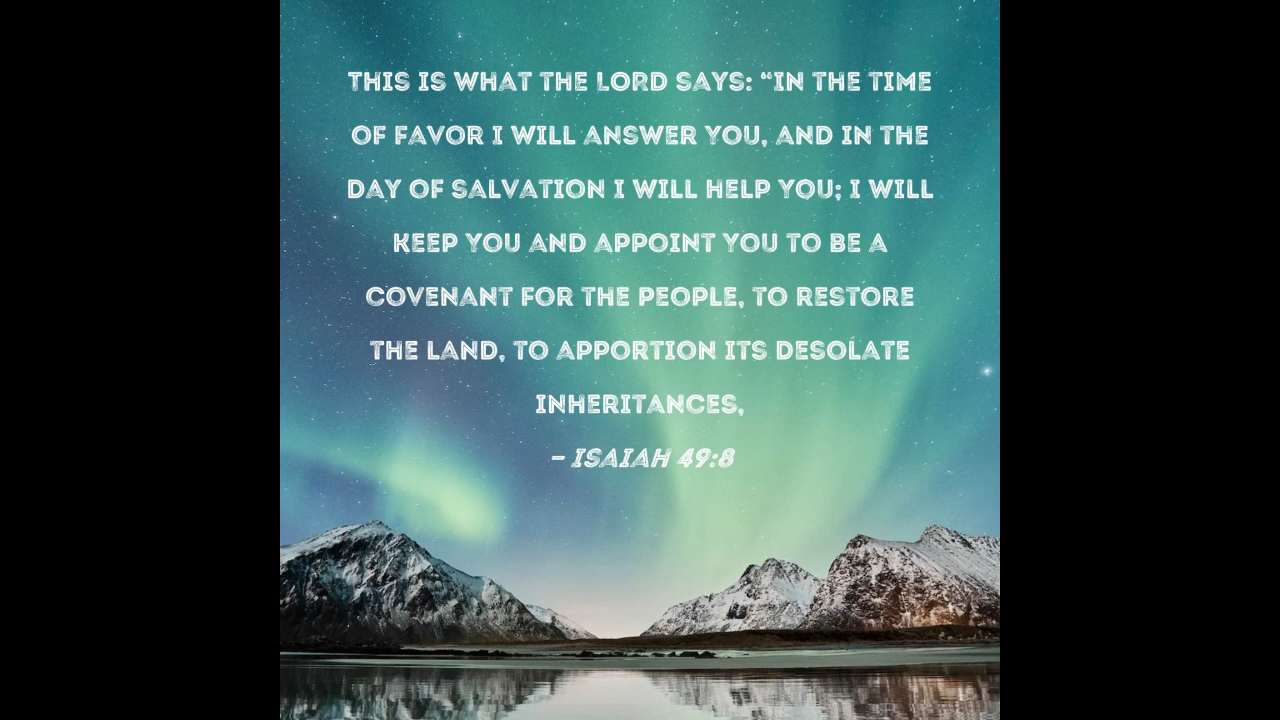 THIS IS WHAT THE LORD SAYS: “IN THE TIME
OF FAVOR I WILL ANSWER YOU, AND IN THE
DAY OF SALVATION I WILL HELP YOU; I WILL
KEEP YOU AND APPOINT YOU TO BE A
COVENANT FOR THE PEOPLE, TO RESTORE
THE LAND, TO APPORTION ITS DESOLATE
INHERITANCES,
– ISAIAH 49:8